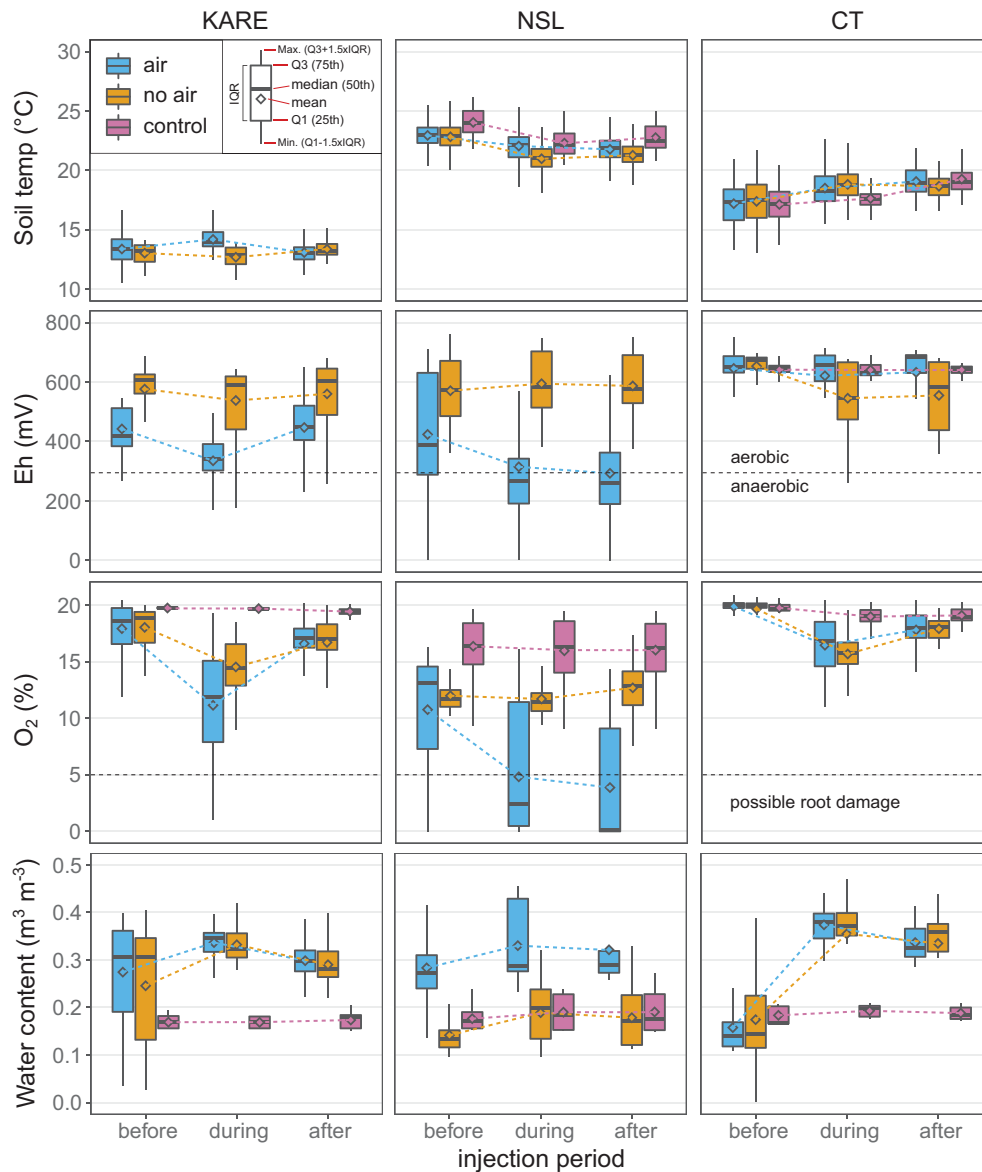 KARE NSL CT
air
no air
control
Max. (Q3+1.5xIQR)
Q3 (75th)
median (50th)
mean
Q1 (25th)
Min. (Q1-1.5xIQR)
IQR
Soil temp (°C)
30
25
20
15
10
Eh (mV)
800
600
400
200
0
aerobic
anaerobic
O2 (%)
20
15
10
5
0
possible root damage
Water content (m³ m⁻³)
0.5
0.4
0.3
0.2
0.1
0.0
before during after before during after before during after
injection period